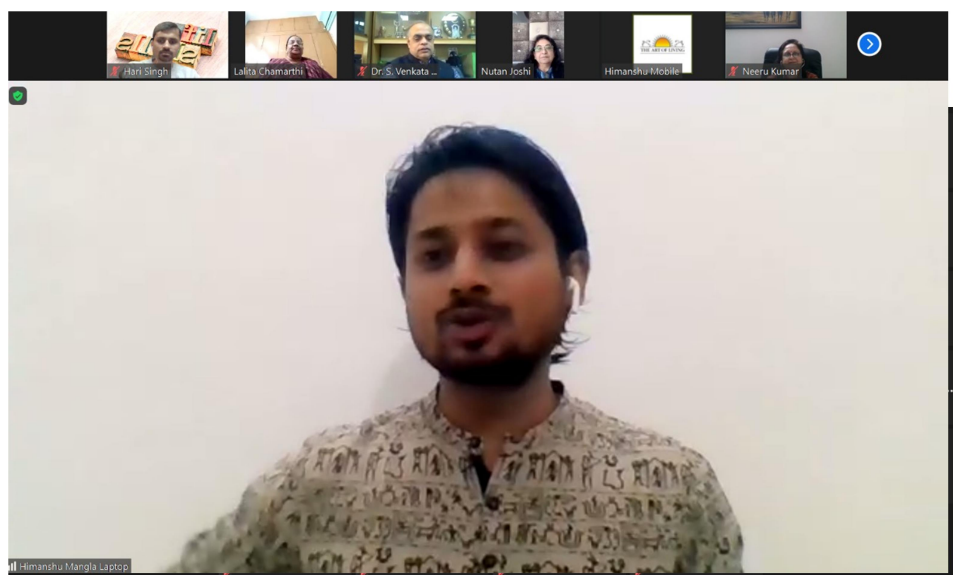 Hari Singh
Lalita Chamarthi
Dr. S. Venkata ...
Nutan Joshi
THE ART OF LIVING
Himanshu Mobile
Neeru Kumar
Himanshu Mangla Laptop